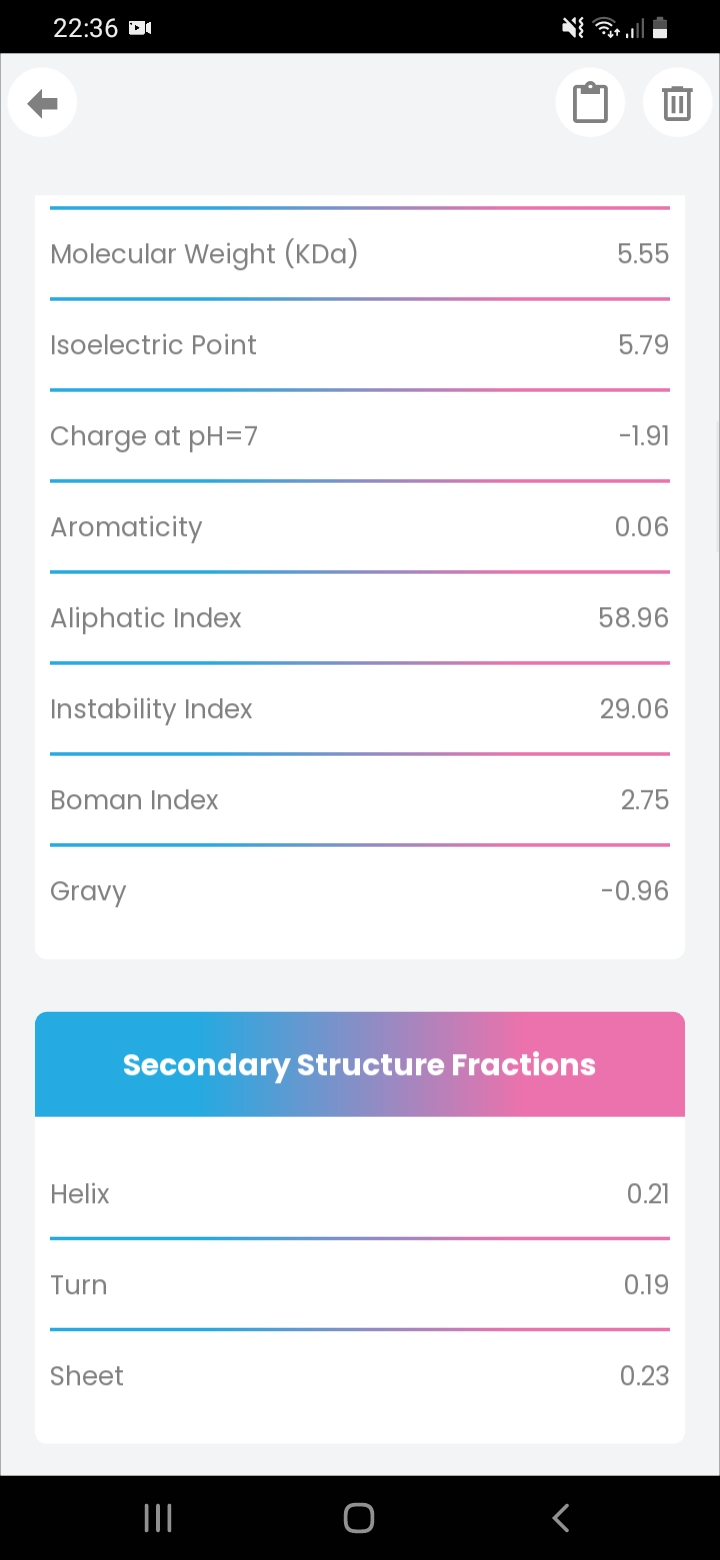 22:36
Molecular Weight (KDa) 5.55
Isoelectric Point 5.79
Charge at pH=7 -1.91
Aromaticity 0.06
Aliphatic Index 58.96
Instability Index 29.06
Boman Index 2.75
Gravy -0.96
Secondary Structure Fractions
Helix 0.21
Turn 0.19
Sheet 0.23